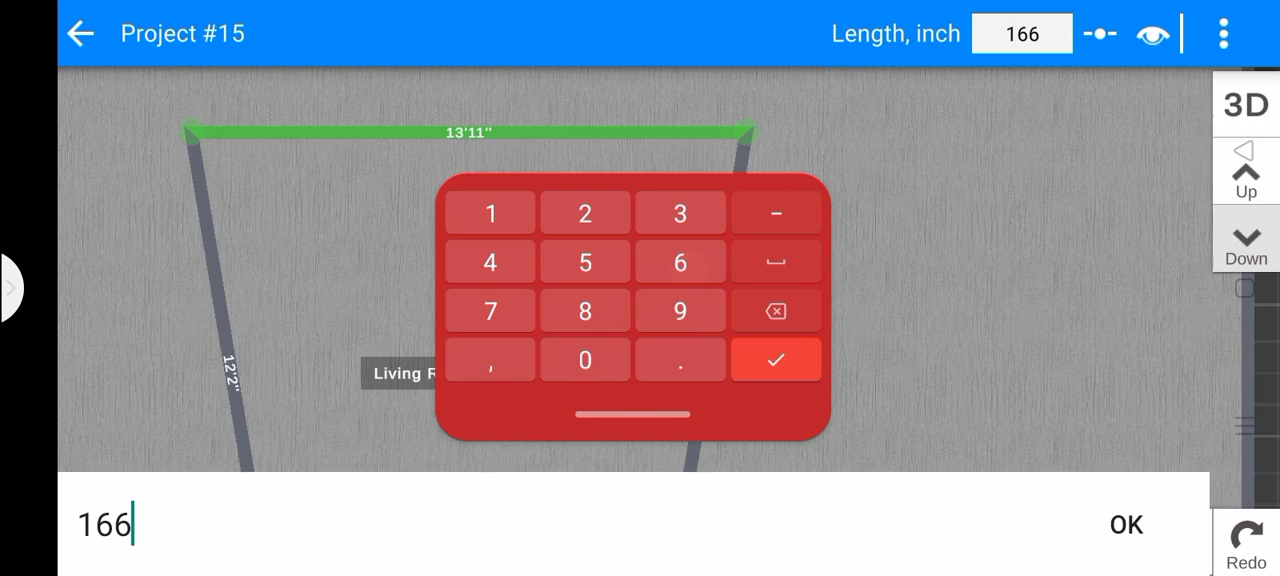 Project #15
Length, inch 166
3D
13'11''
Up
1 2 3 -
4 5 6
Down
7 8 9
12'2''
Living R
, 0 .
166
OK
Redo